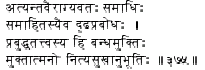 अत्यन्तवैराग्यवतः समाधिः
समाहितस्यैव दृढप्रबोधः ।
प्रबुद्धतत्त्वस्य हि बन्धमुक्तिः
मुक्तात्मनो नित्यसुखानुभूतिः ॥ ३७५॥